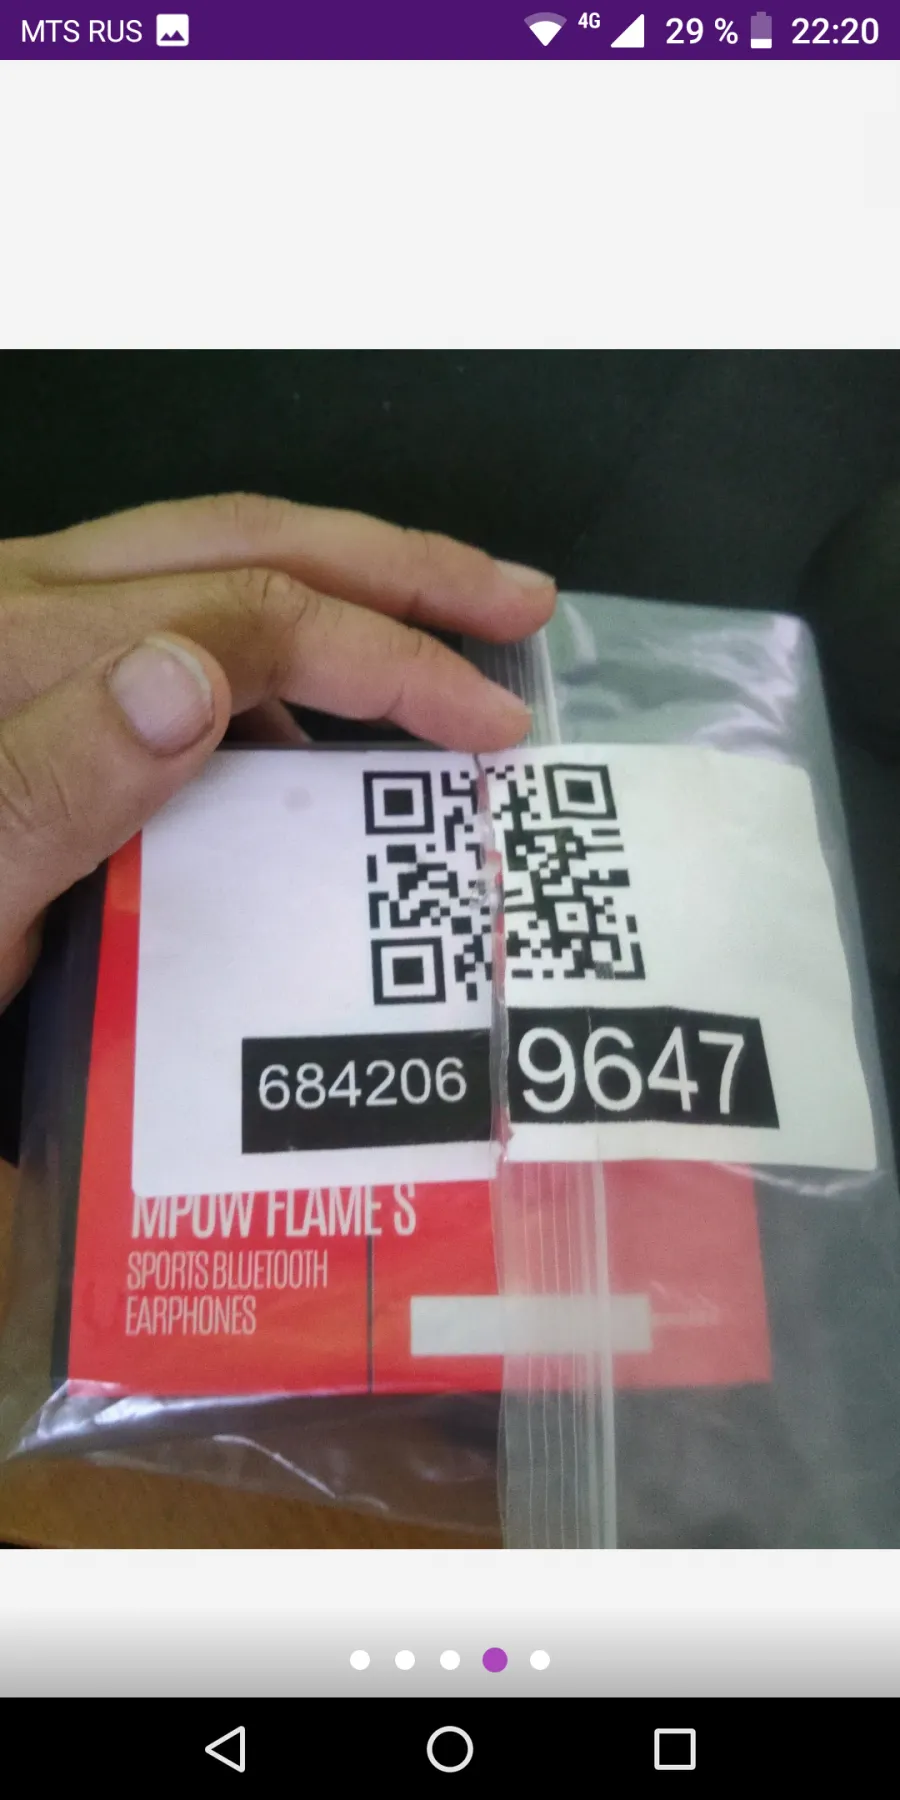 MTS RUS 4G 29 % 22:20
684206 9647
MPOW FLAME S
SPORTS BLUETOOTH
EARPHONES